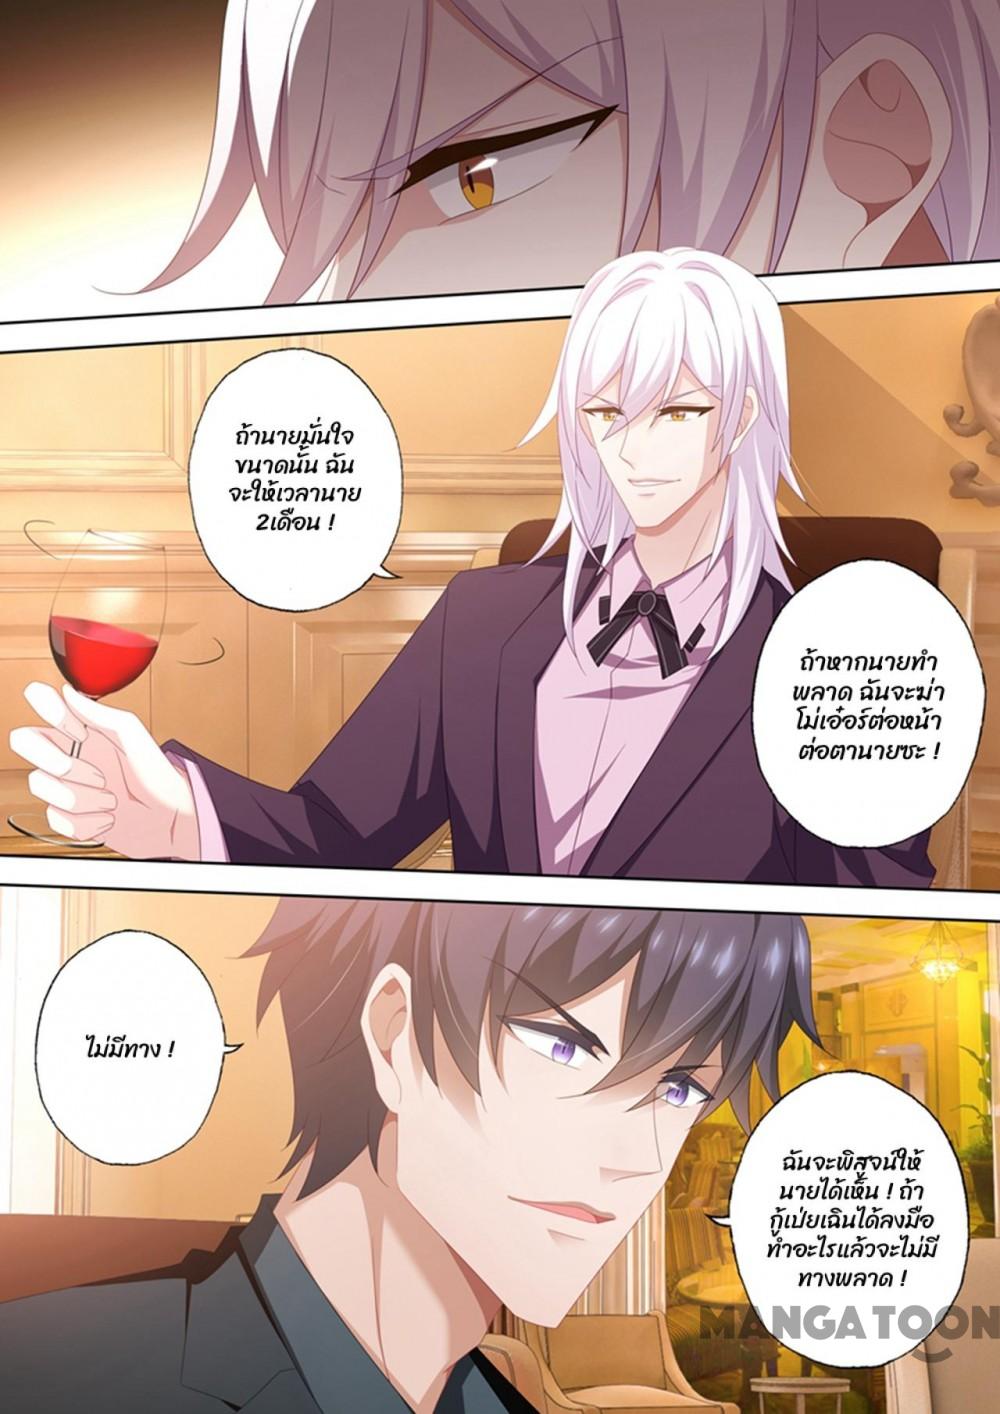 ถ้านายมั่นใจ
ขนาดนั้น ฉัน
จะให้เวลานาย
2เดือน !
ถ้าหากนายทำ
พลาด ฉันจะฆ่า
โม่เอ๋อร์ต่อหน้า
ต่อตานายซะ !
ไม่มีทาง !
ฉันจะพิสูจน์ให้
นายได้เห็น ! ถ้า
กู้เป่ยเฉินได้ลงมือ
ทำอะไรแล้วจะไม่มี
ทางพลาด !
MANGATOON